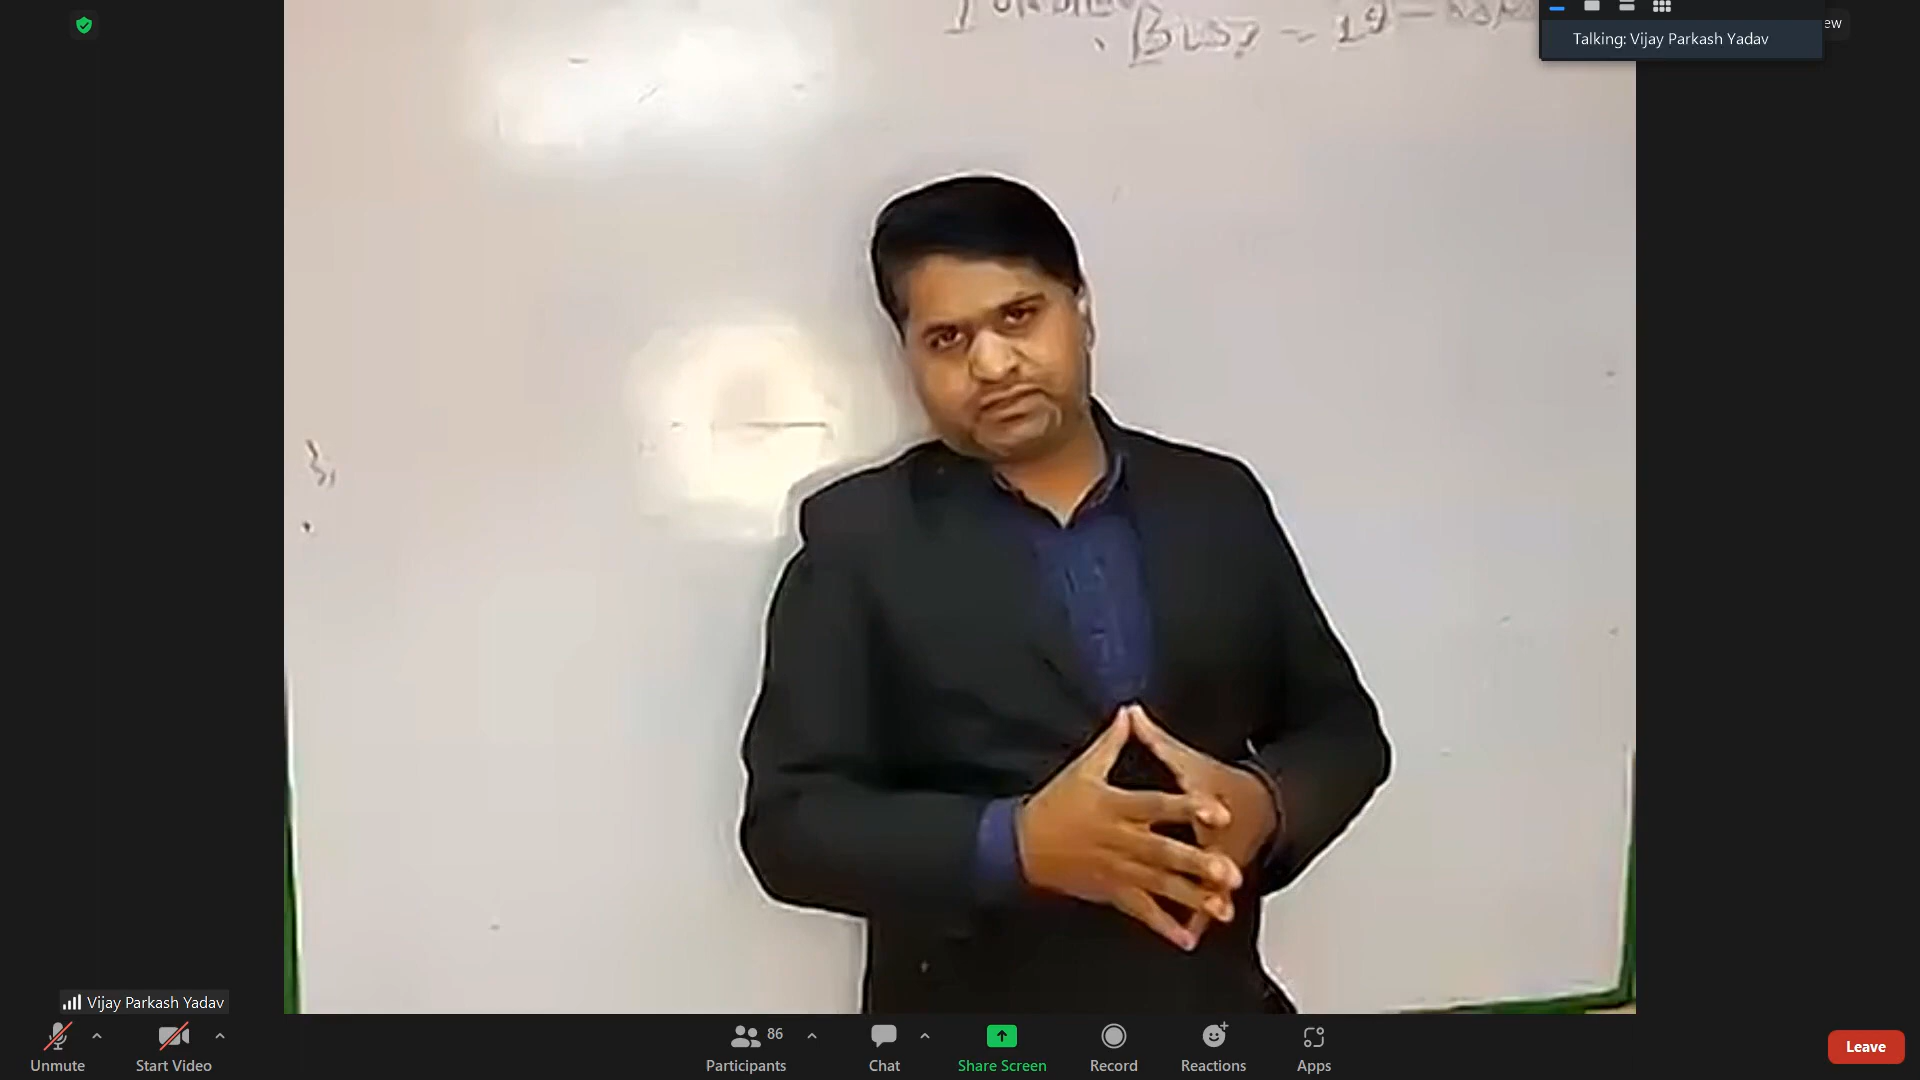 ew
Talking: Vijay Parkash Yadav
Vijay Parkash Yadav
86
Unmute
Start Video
Participants
Chat
Share Screen
Record
Reactions
Apps
Leave